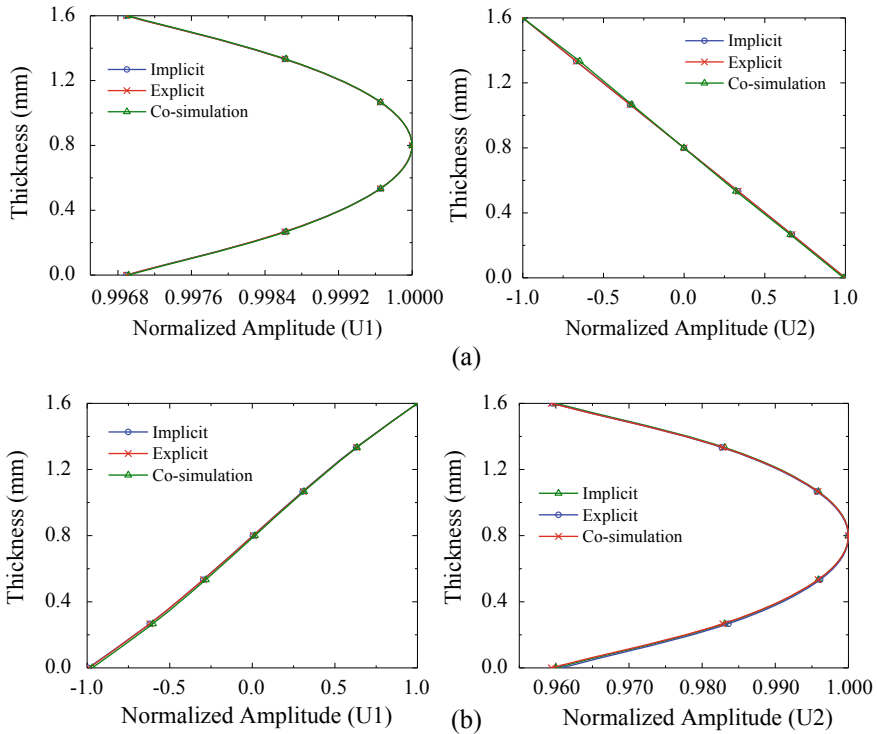 1.6
1.2
0.8
0.4
0.0
Thickness (mm)
Implicit
Explicit
Co-simulation
0.9968 0.9976 0.9984 0.9992 1.0000
Normalized Amplitude (U1)
1.6
1.2
0.8
0.4
0.0
Thickness (mm)
Implicit
Explicit
Co-simulation
-1.0 -0.5 0.0 0.5 1.0
Normalized Amplitude (U2)
(a)
1.6
1.2
0.8
0.4
0.0
Thickness (mm)
Implicit
Explicit
Co-simulation
-1.0 -0.5 0.0 0.5 1.0
Normalized Amplitude (U1)
1.6
1.2
0.8
0.4
0.0
Thickness (mm)
Implicit
Explicit
Co-simulation
0.960 0.970 0.980 0.990 1.000
Normalized Amplitude (U2)
(b)